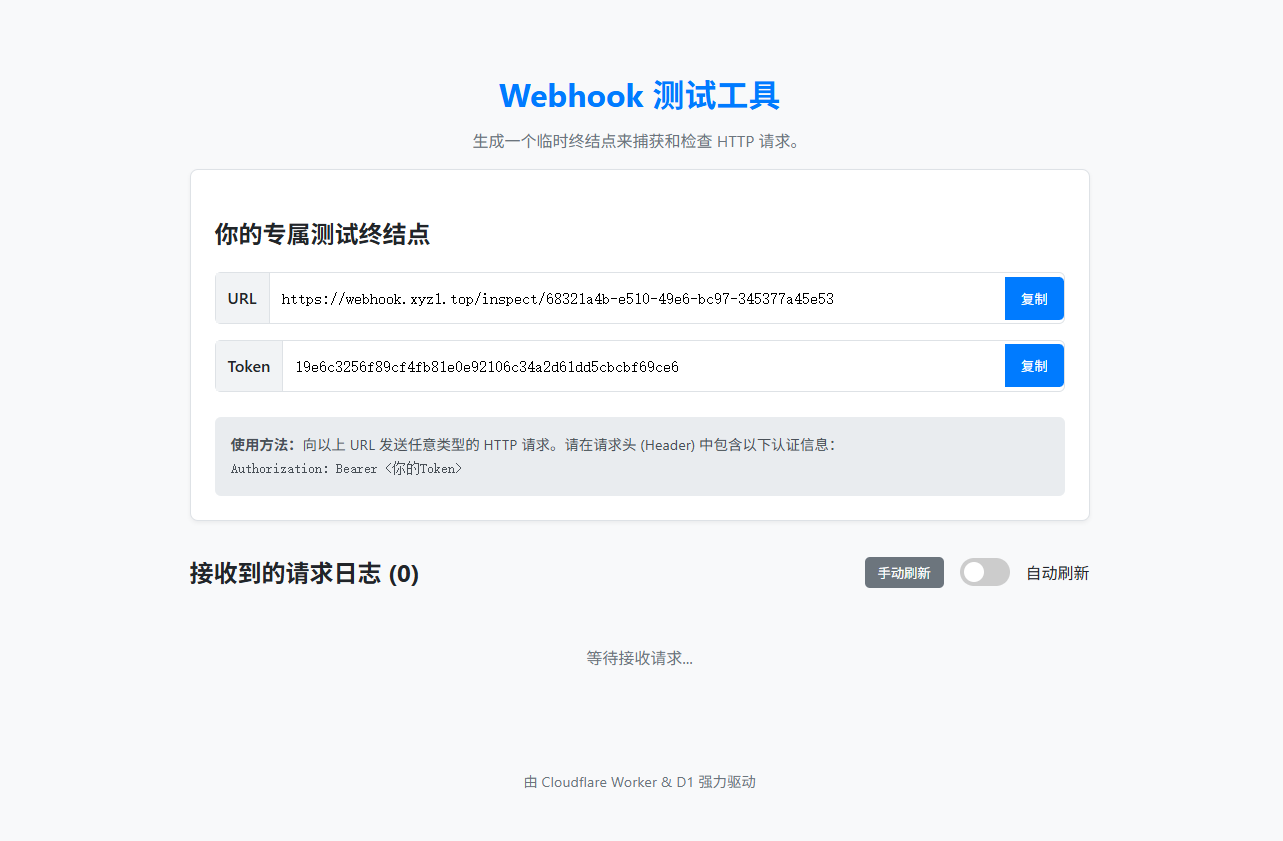 Webhook 测试工具
生成一个临时终结点来捕获和检查 HTTP 请求。
你的专属测试终结点
URL https://webhook.xyz1.top/inspect/68321a4b-e510-49e6-bc97-345377a45e53 复制
Token 19e6c3256f89cf4fb81e0e92106c34a2d61dd5cbcbf69ce6 复制
使用方法：向以上 URL 发送任意类型的 HTTP 请求。请在请求头 (Header) 中包含以下认证信息：
Authorization: Bearer <你的Token>
接收到的请求日志 (0) 手动刷新 自动刷新
等待接收请求...
由 Cloudflare Worker & D1 强力驱动